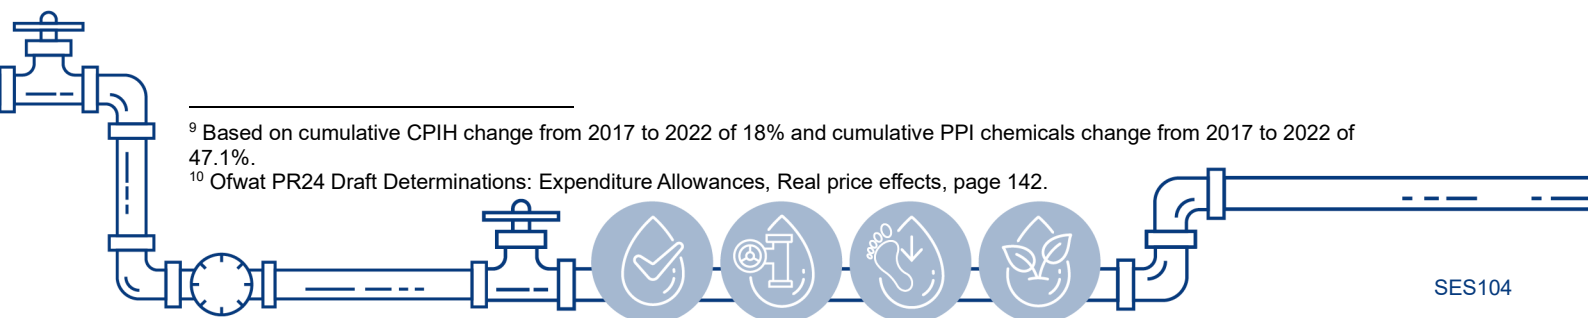 ⁹ Based on cumulative CPIH change from 2017 to 2022 of 18% and cumulative PPI chemicals change from 2017 to 2022 of
47.1%.
¹⁰ Ofwat PR24 Draft Determinations: Expenditure Allowances, Real price effects, page 142.
SES104